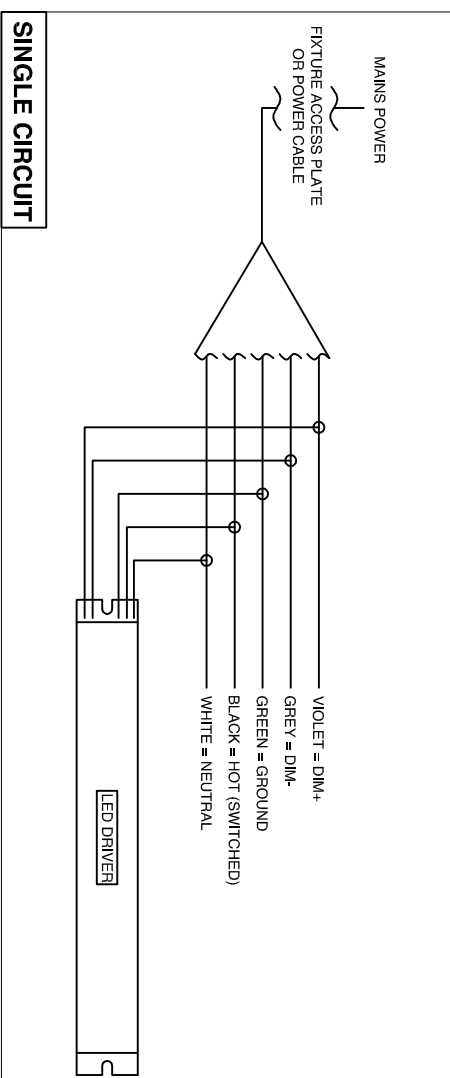 MAINS POWER
FIXTURE ACCESS PLATE
OR POWER CABLE
VIOLET = DIM+
GREY = DIM-
GREEN = GROUND
BLACK = HOT (SWITCHED)
WHITE = NEUTRAL
LED DRIVER
SINGLE CIRCUIT